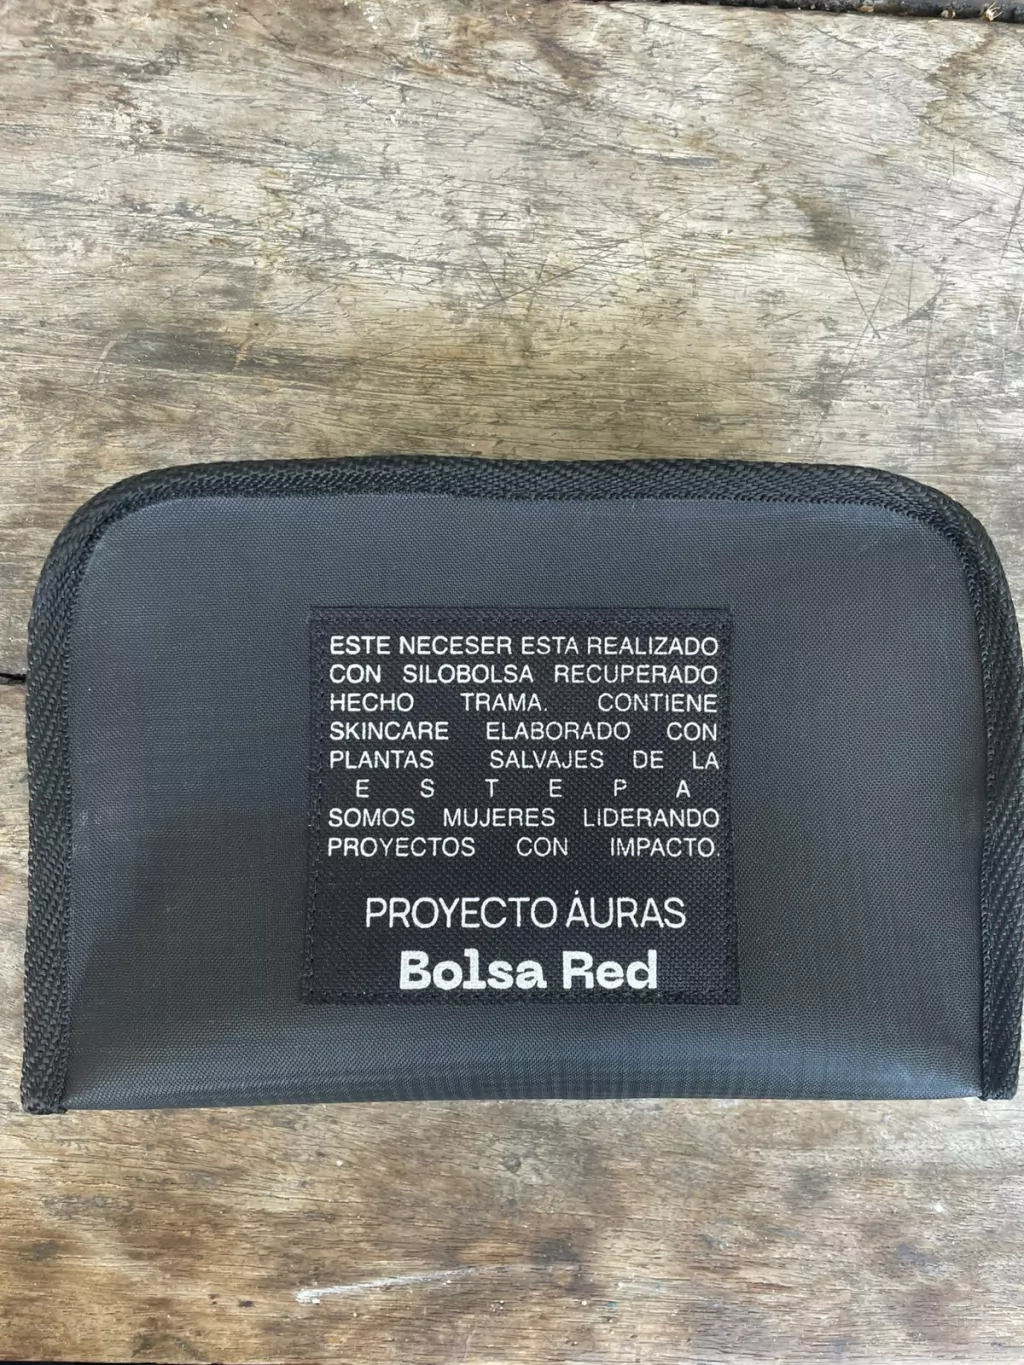 ESTE NECESER ESTA REALIZADO
CON SILOBOLSA RECUPERADO
HECHO TRAMA. CONTIENE
SKINCARE ELABORADO CON
PLANTAS SALVAJES DE LA
E S T E P A
SOMOS MUJERES LIDERANDO
PROYECTOS CON IMPACTO.
PROYECTO ÁURAS
Bolsa Red